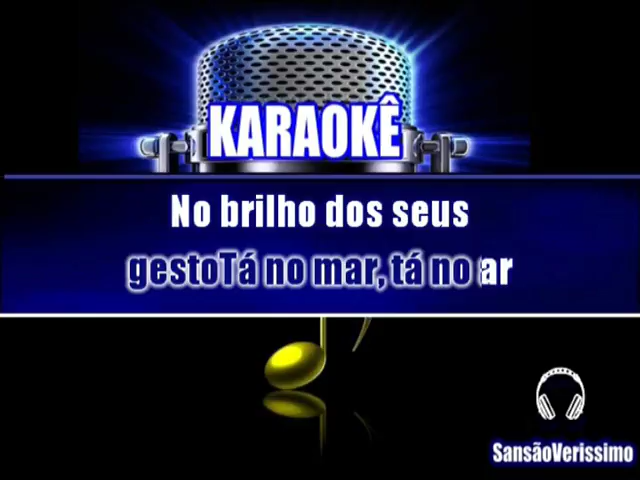 KARAOKÊ
No brilho dos seus
gestoTá no mar, tá no ar
SansãoVerissimo